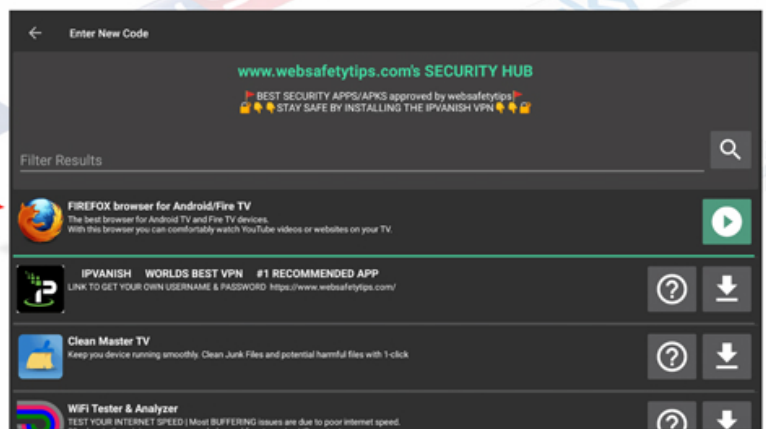 Enter New Code
www.websafetytips.com's SECURITY HUB
🚩BEST SECURITY APPS/APKS approved by websafetytips🚩
🔐👇👇STAY SAFE BY INSTALLING THE IPVANISH VPN👇👇🔐
Filter Results
FIREFOX browser for Android/Fire TV
The best browser for Android TV and Fire TV devices.
With this browser you can comfortably watch YouTube videos or websites on your TV.
IPVANISH WORLDS BEST VPN #1 RECOMMENDED APP
LINK TO GET YOUR OWN USERNAME & PASSWORD https://www.websafetytips.com/
Clean Master TV
Keep you device running smoothly. Clean Junk Files and potential harmful files with 1-click
WiFi Tester & Analyzer
TEST YOUR INTERNET SPEED | Most BUFFERING issues are due to poor internet speed.